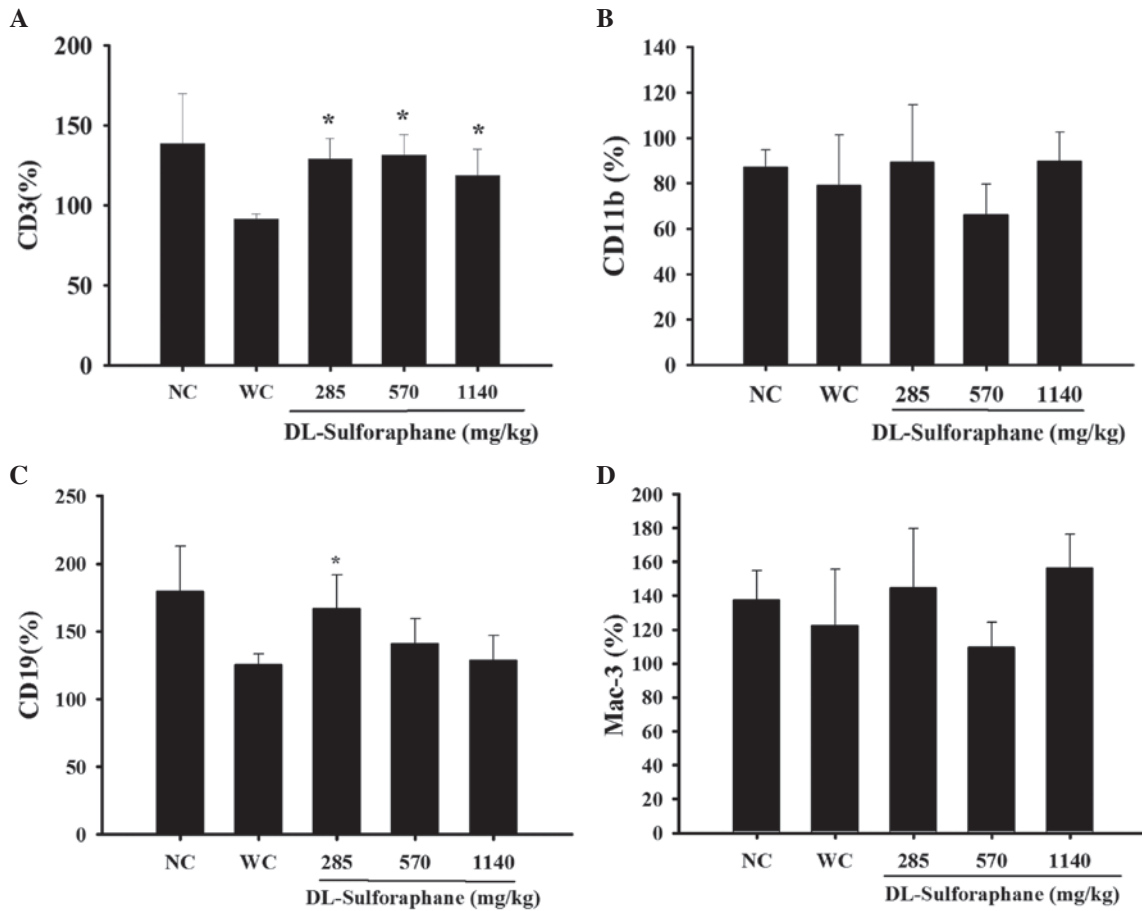 A
CD3(%)
200
150
100
50
0
* * *
NC WC 285 570 1140
DL-Sulforaphane (mg/kg)
B
CD11b (%)
140
120
100
80
60
40
20
0
NC WC 285 570 1140
DL-Sulforaphane (mg/kg)
C
CD19(%)
250
200
150
100
50
0
*
NC WC 285 570 1140
DL-Sulforaphane (mg/kg)
D
Mac-3 (%)
200
180
160
140
120
100
80
60
40
20
0
NC WC 285 570 1140
DL-Sulforaphane (mg/kg)